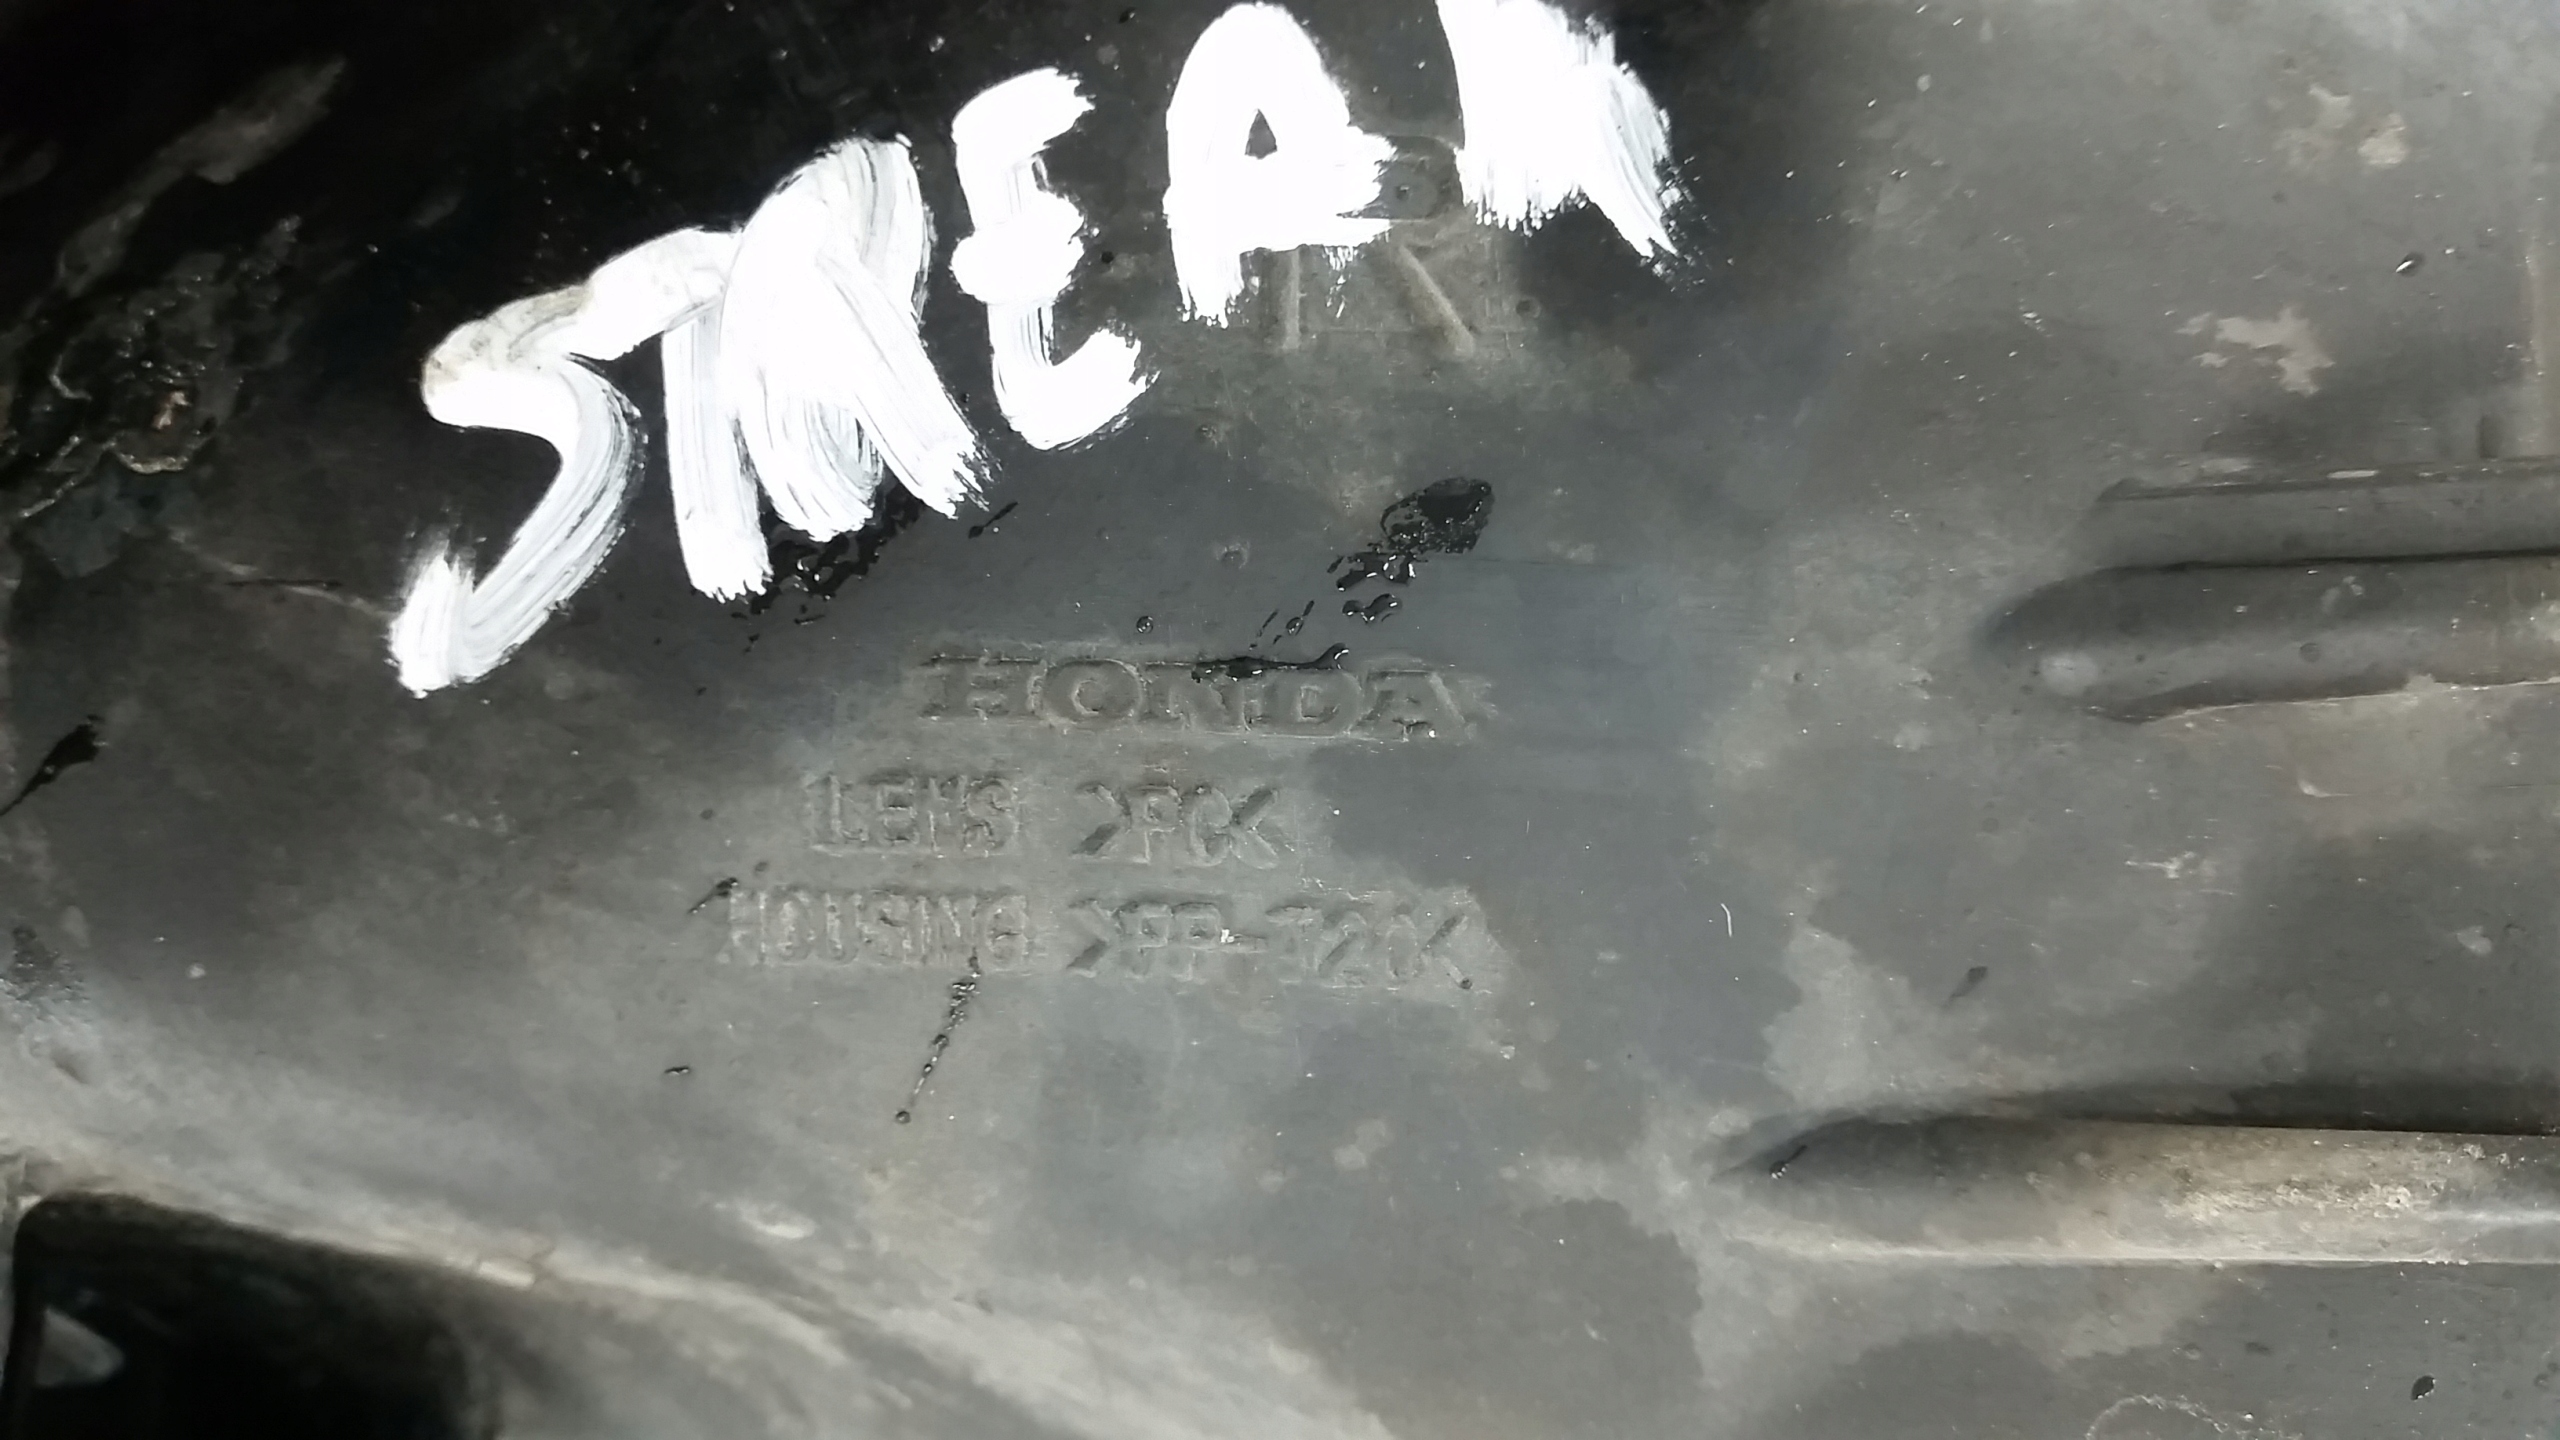 STREAM
R
HONDA
LENS >PC<
HOUSING >PP-T20<